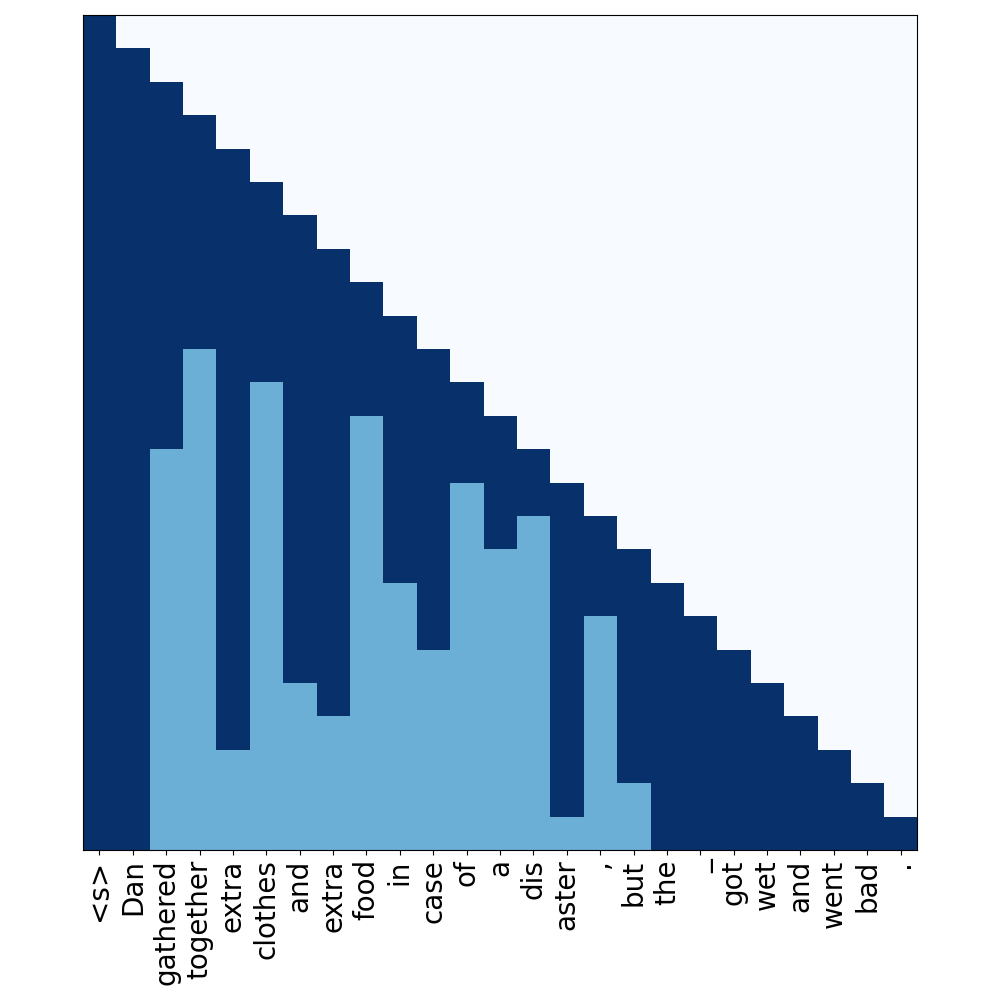 <s> Dan gathered together extra clothes and extra food in case of a dis aster , but the _ got wet and went bad .